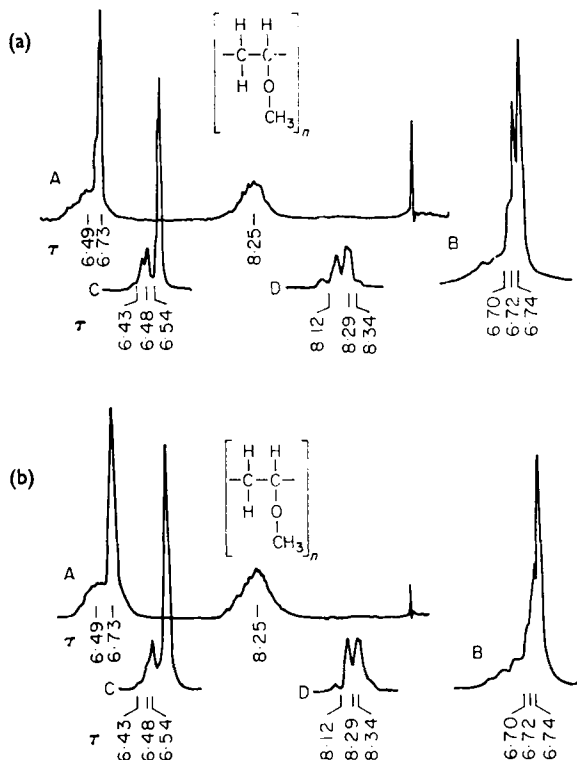 (a)
H H
-C-C-
H O
CH₃
n
A
τ
6·49
6·73
8·25
B
6·70
6·72
6·74
C
τ
6·43
6·48
6·54
D
8·12
8·29
8·34
(b)
H H
-C-C-
H O
CH₃
n
A
τ
6·49
6·73
8·25
B
6·70
6·72
6·74
C
τ
6·43
6·48
6·54
D
8·12
8·29
8·34